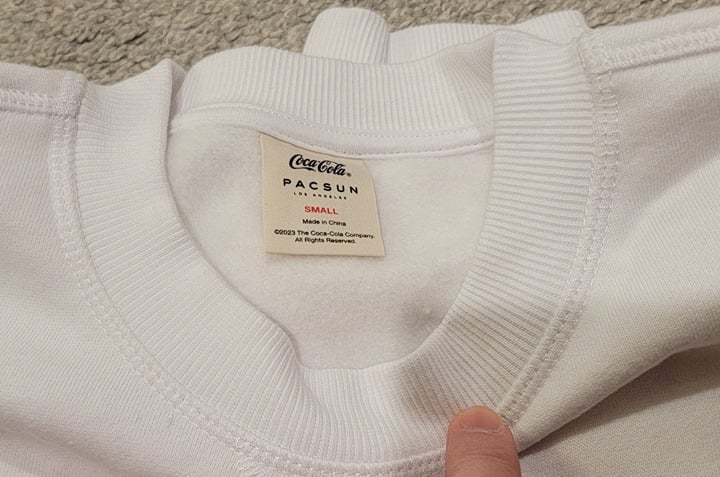 Coca-Cola®
PACSUN
LOS ANGELES
SMALL
Made in China
©2023 The Coca-Cola Company.
All Rights Reserved.